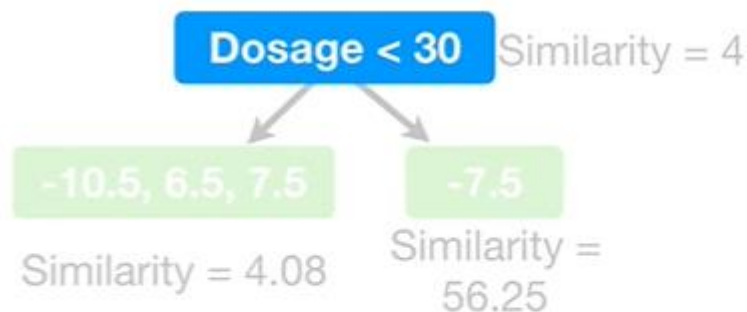 Dosage < 30
Similarity = 4
-10.5, 6.5, 7.5
-7.5
Similarity = 4.08
Similarity =
56.25